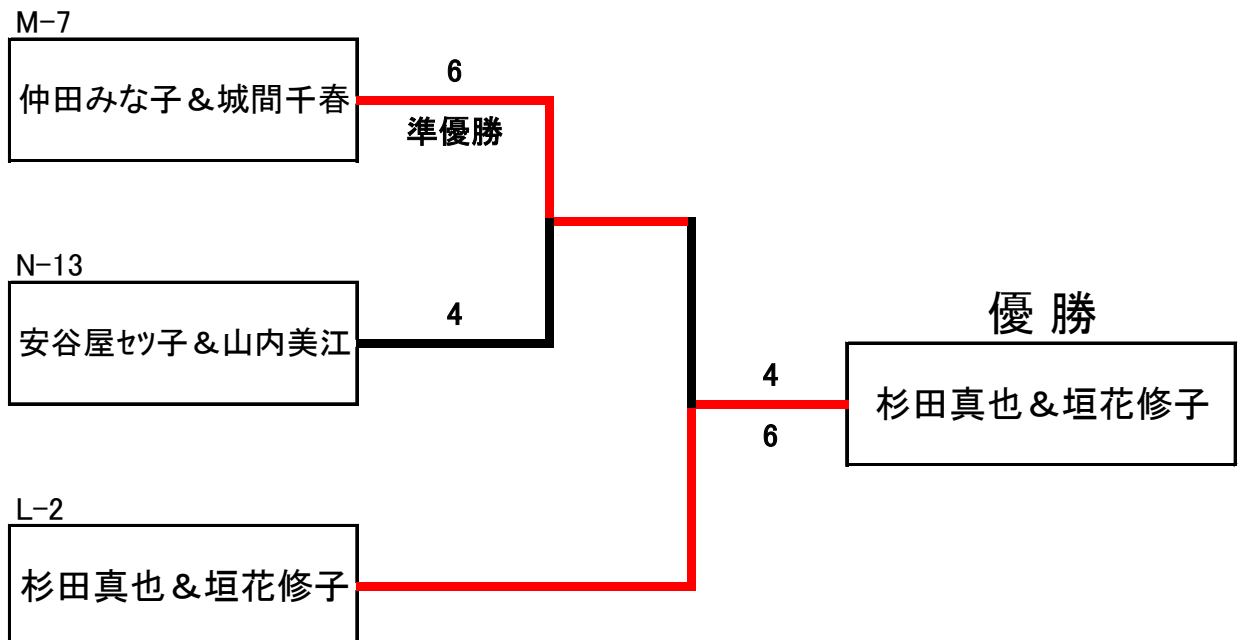 M-7
仲田みな子＆城間千春
6
準優勝
N-13
安谷屋ｾﾂ子＆山内美江
4
優 勝
4
杉田真也＆垣花修子
6
L-2
杉田真也＆垣花修子